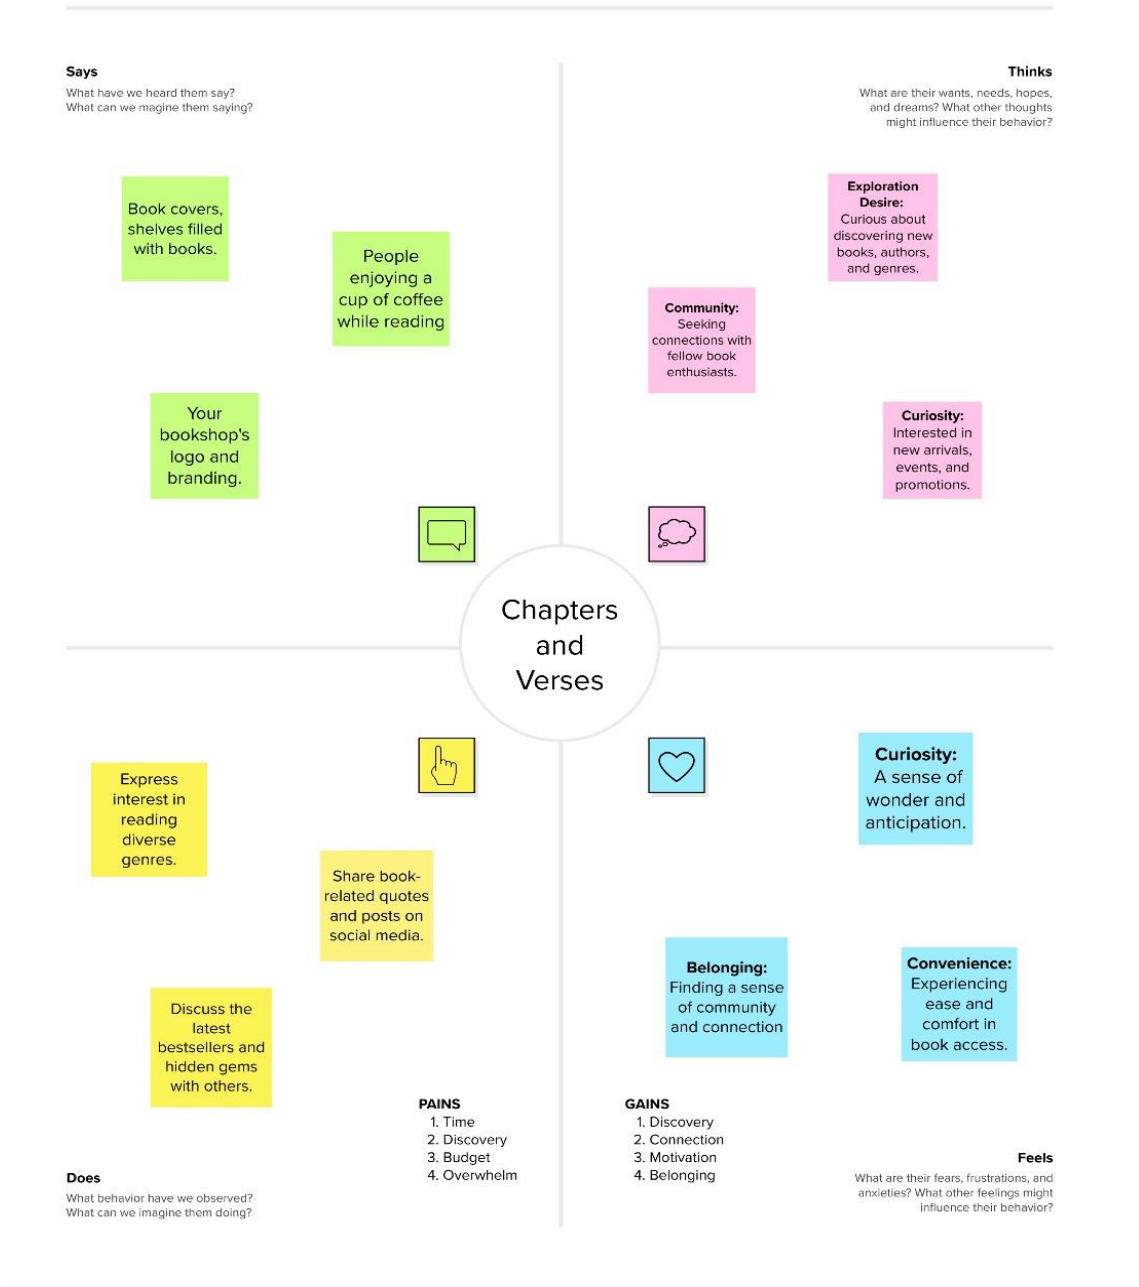 Says
What have we heard them say?
What can we magine them saying?
Thinks
What are their wants, needs, hopes,
and dreams? What other thoughts
might influence their behavior?
Book covers,
shelves filled
with books.
People
enjoying a
cup of coffee
while reading
Your
bookshop's
logo and
branding.
Exploration
Desire:
Curious about
discovering new
books, authors,
and genres.
Community:
Seeking
connections with
fellow book
enthusiasts.
Curiosity:
Interested in
new arrivals,
events, and
promotions.
Chapters
and
Verses
Express
interest in
reading
diverse
genres.
Share book-
related quotes
and posts on
social media.
Discuss the
latest
bestsellers and
hidden gems
with others.
Curiosity:
A sense of
wonder and
anticipation.
Belonging:
Finding a sense
of community
and connection
Convenience:
Experiencing
ease and
comfort in
book access.
PAINS
1. Time
2. Discovery
3. Budget
4. Overwhelm
GAINS
1. Discovery
2. Connection
3. Motivation
4. Belonging
Does
What behavior have we observed?
What can we imagine them doing?
Feels
What are their fears, frustrations, and
anxieties? What other feelings might
influence their behavior?